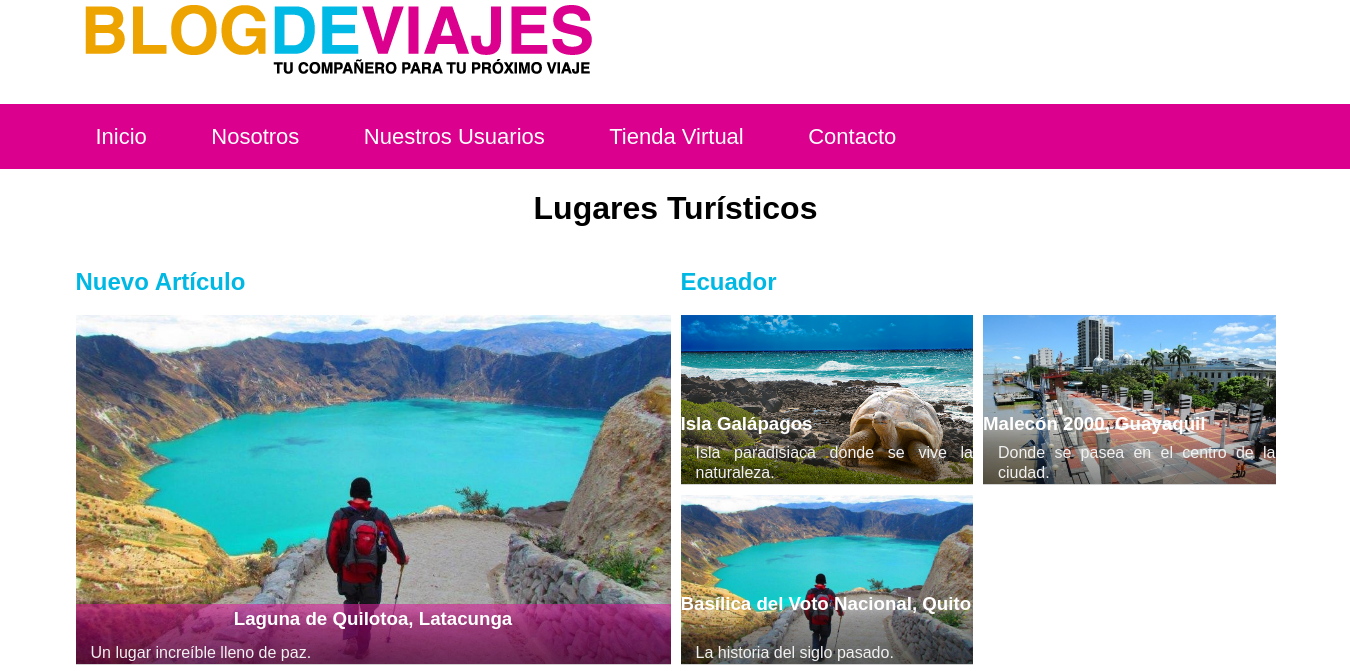 BLOGDEVIAJES
TU COMPAÑERO PARA TU PRÓXIMO VIAJE
Inicio Nosotros Nuestros Usuarios Tienda Virtual Contacto
Lugares Turísticos
Nuevo Artículo
Laguna de Quilotoa, Latacunga
Un lugar increíble lleno de paz.
Ecuador
Isla Galápagos
Isla paradisiaca donde se vive la
naturaleza.
Malecón 2000, Guayaquil
Donde se pasea en el centro de la
ciudad.
Basílica del Voto Nacional, Quito
La historia del siglo pasado.